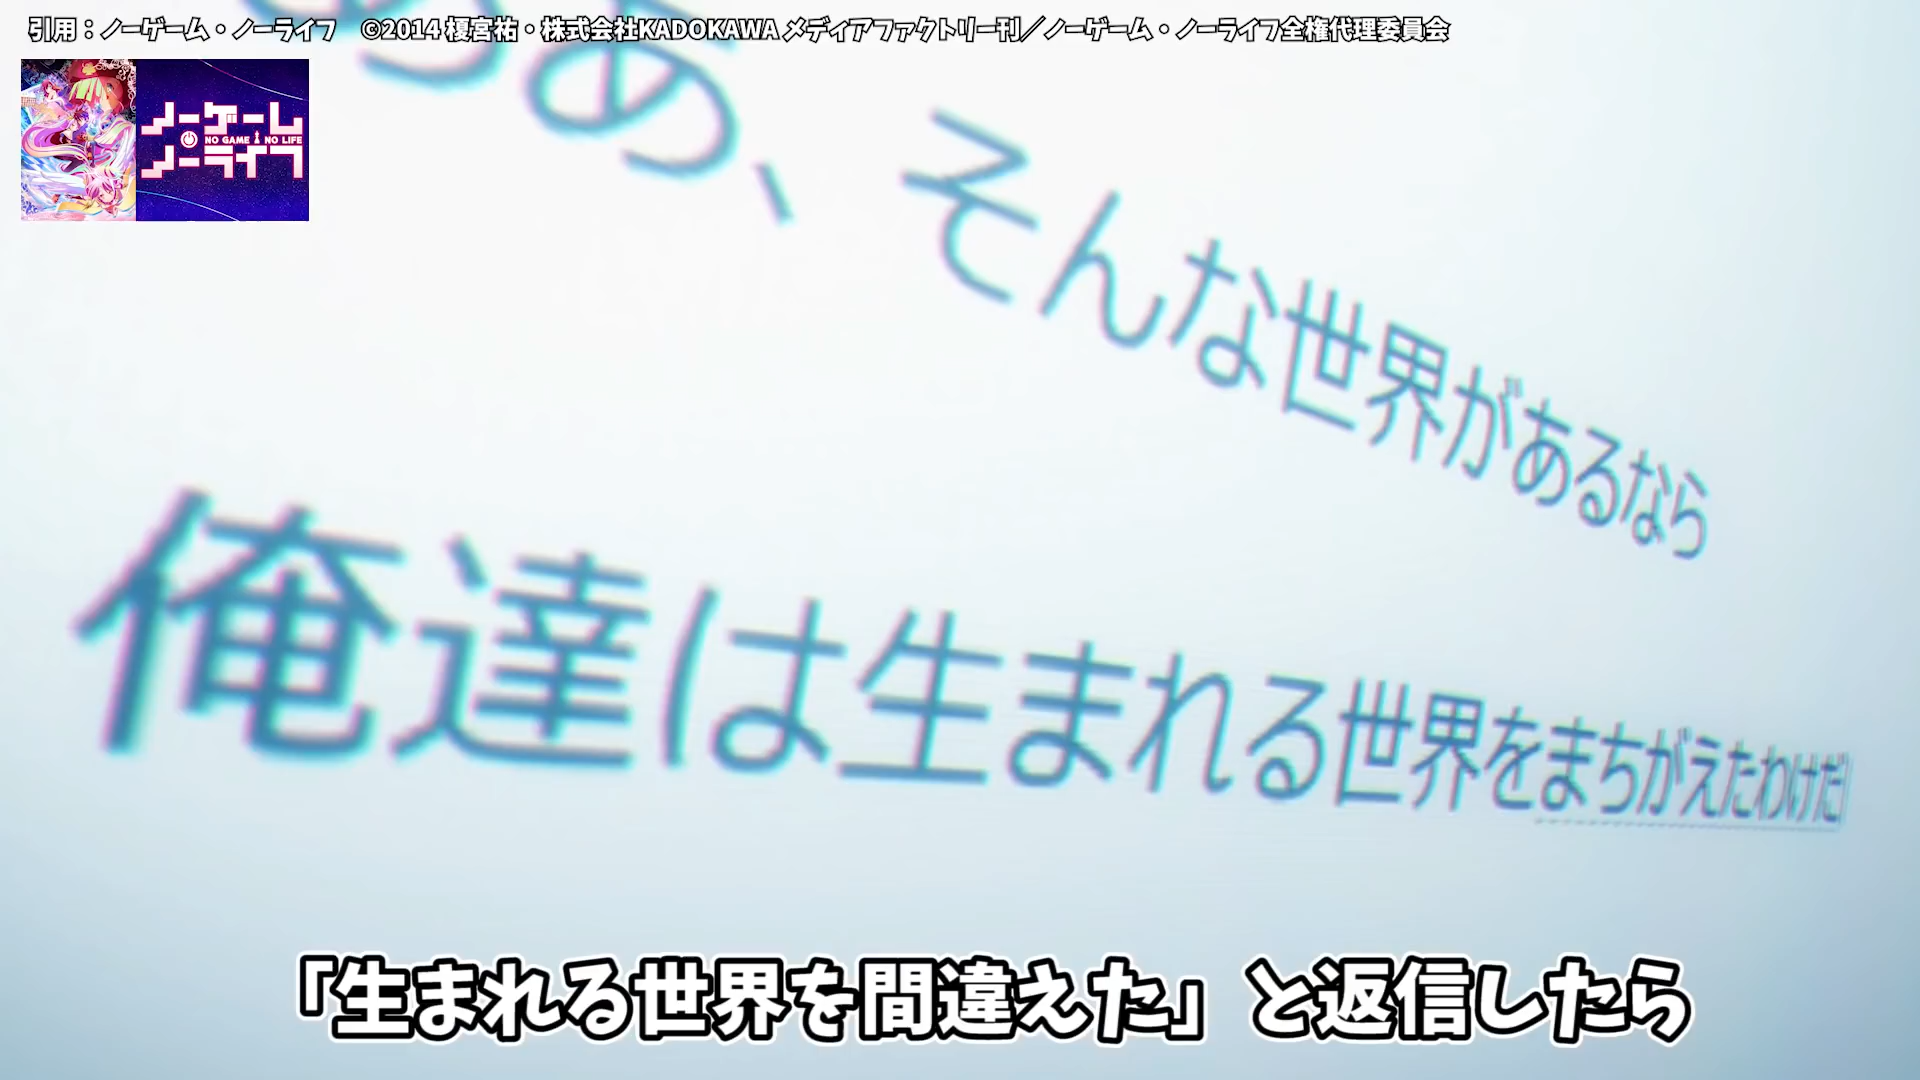 引用：ノーゲーム・ノーライフ　©2014 榎宮祐・株式会社KADOKAWA メディアファクトリー刊／ノーゲーム・ノーライフ全権代理委員会
ノーゲーム
NO GAME NO LIFE
ノーライフ
ああ、そんな世界があるなら
俺達は生まれる世界をまちがえたわけだ
「生まれる世界を間違えた」と返信したら